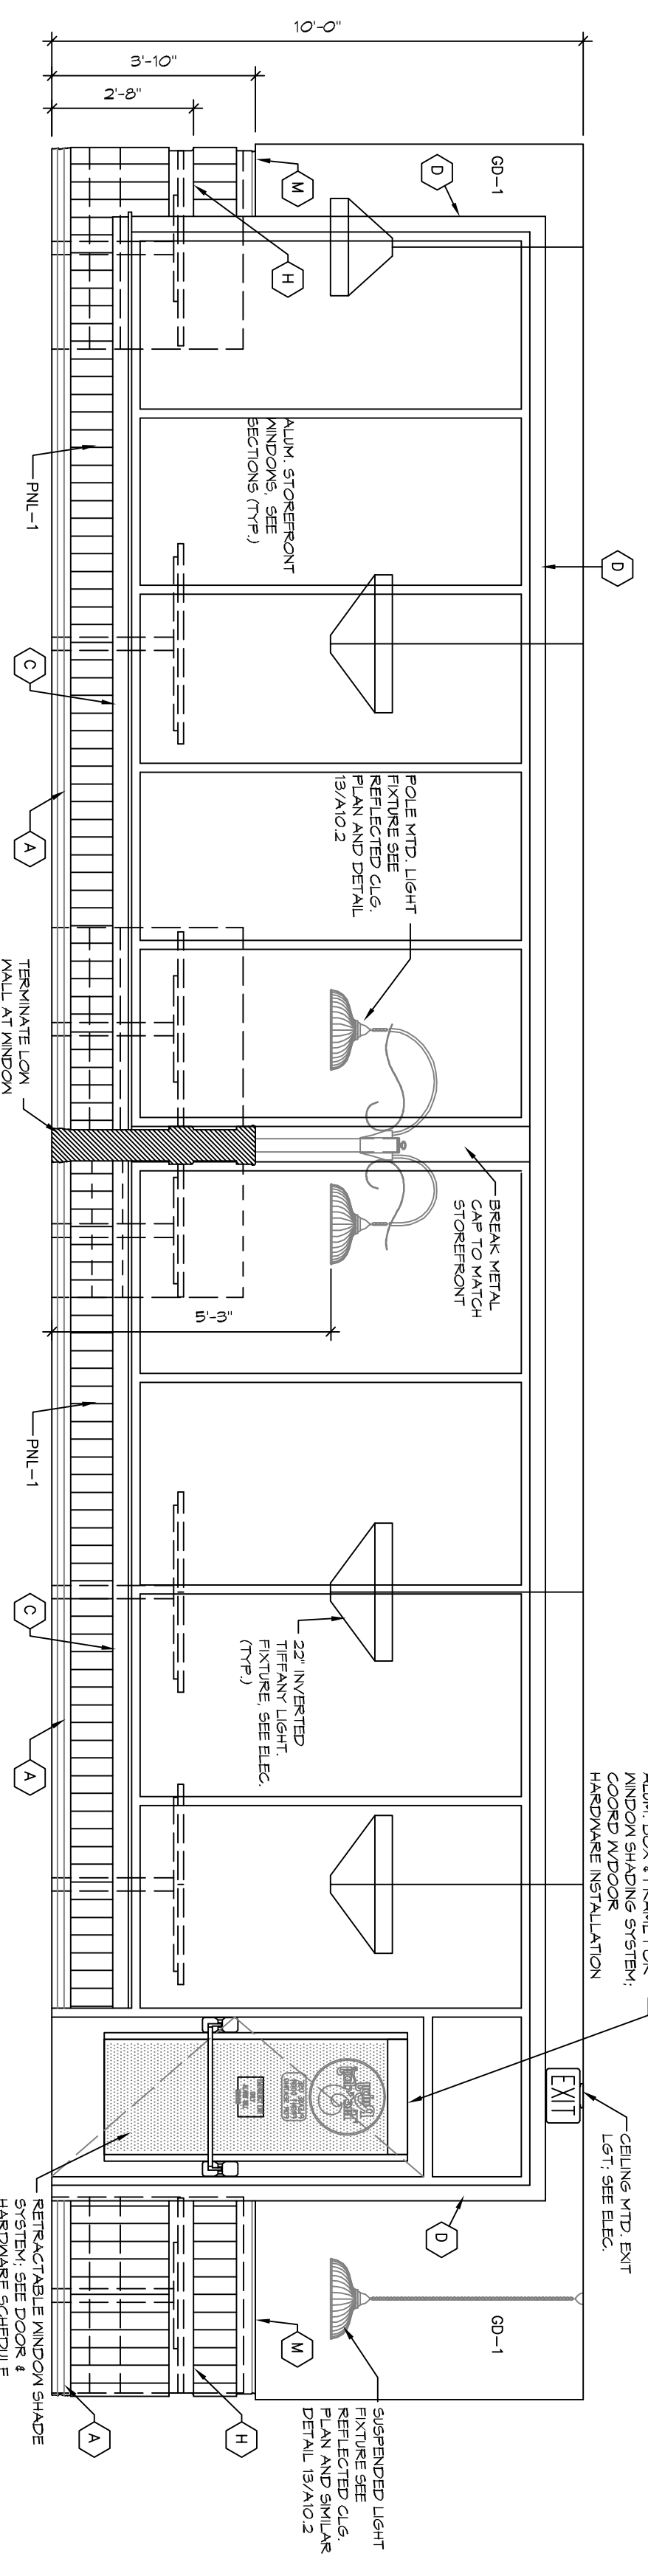 10'-0"
3'-10"
2'-8"
GD-1
D
M
H
D
ALUM. STOREFRONT
WINDOWS, SEE
SECTIONS (TYP.)
PNL-1
C
A
POLE MTD. LIGHT
FIXTURE SEE
REFLECTED CLG.
PLAN AND DETAIL
13/A10.2
TERMINATE LOW
WALL AT WINDOW
BREAK METAL
CAP TO MATCH
STOREFRONT
5'-3"
PNL-1
C
A
22" INVERTED
TIFFANY LIGHT.
FIXTURE, SEE ELEC.
(TYP.)
WINDOW SHADING SYSTEM;
COORD W/DOOR
HARDWARE INSTALLATION
EXIT
CEILING MTD. EXIT
LGT; SEE ELEC.
D
GD-1
M
H
A
RETRACTABLE WINDOW SHADE
SYSTEM; SEE DOOR &
HARDWARE SCHEDULE
SUSPENDED LIGHT
FIXTURE SEE
REFLECTED CLG.
PLAN AND SIMILAR
DETAIL 13/A10.2